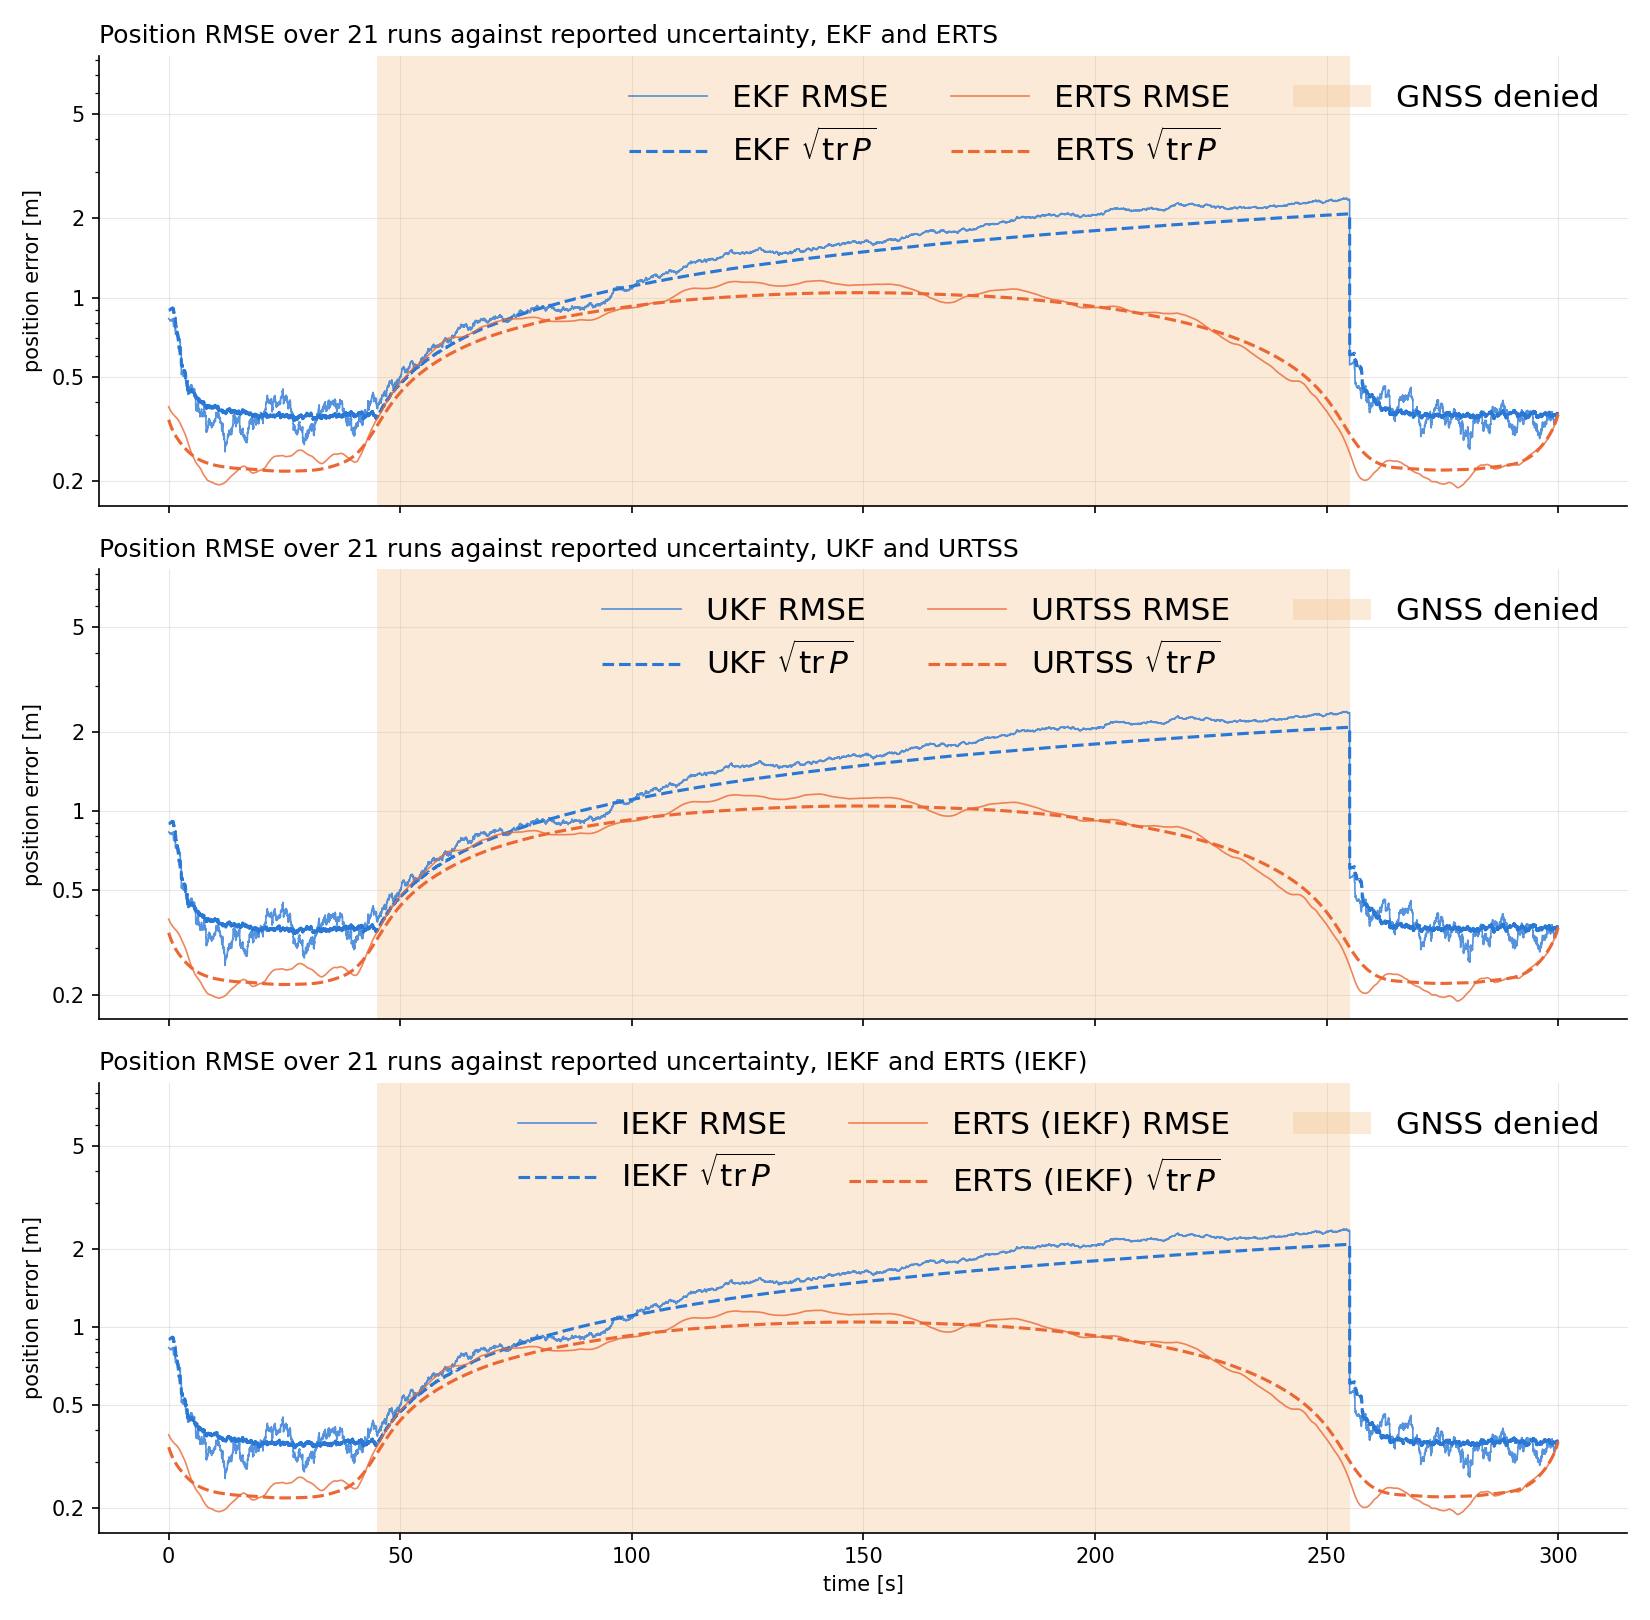 Position RMSE over 21 runs against reported uncertainty, EKF and ERTS
EKF RMSE ERTS RMSE GNSS denied
EKF √tr P ERTS √tr P
position error [m]
5
2
1
0.5
0.2
Position RMSE over 21 runs against reported uncertainty, UKF and URTSS
UKF RMSE URTSS RMSE GNSS denied
UKF √tr P URTSS √tr P
position error [m]
5
2
1
0.5
0.2
Position RMSE over 21 runs against reported uncertainty, IEKF and ERTS (IEKF)
IEKF RMSE ERTS (IEKF) RMSE GNSS denied
IEKF √tr P ERTS (IEKF) √tr P
position error [m]
5
2
1
0.5
0.2
0 50 100 150 200 250 300
time [s]